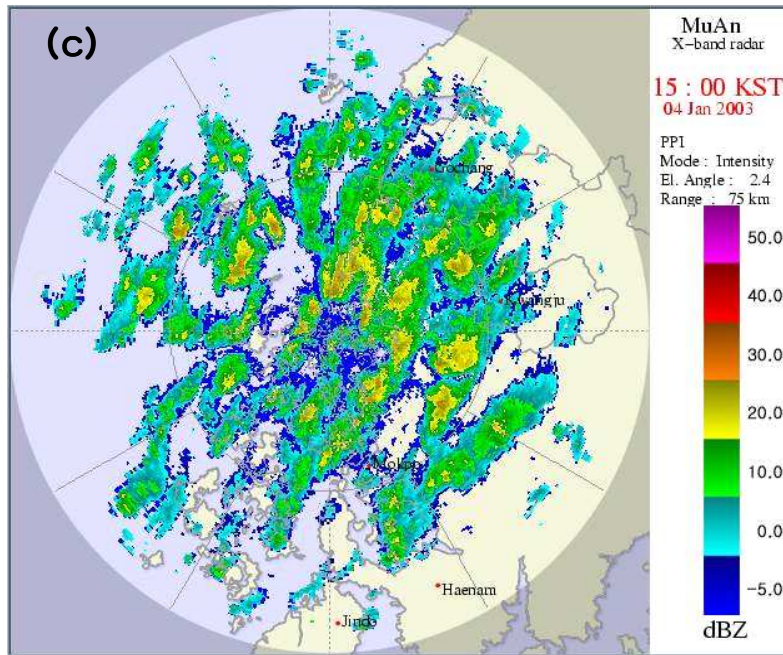 (c)
MuAn
X-band radar
15 : 00 KST
04 Jan 2003
PPI
Mode : Intensity
El. Angle : 2.4
Range : 75 km
50.0
40.0
30.0
20.0
10.0
0.0
-5.0
dBZ
Gochang
Kwangju
Mokpo
Haenam
Jindo